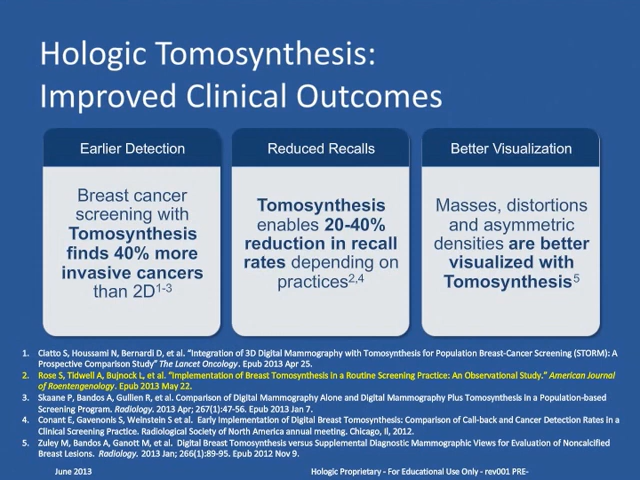 Hologic Tomosynthesis:
Improved Clinical Outcomes
Earlier Detection
Breast cancer
screening with
Tomosynthesis
finds 40% more
invasive cancers
than 2D1-3
Reduced Recalls
Tomosynthesis
enables 20-40%
reduction in recall
rates depending on
practices2,4
Better Visualization
Masses, distortions
and asymmetric
densities are better
visualized with
Tomosynthesis5
1. Ciatto S, Houssami N, Bernardi D, et al. "Integration of 3D Digital Mammography with Tomosynthesis for Population Breast-Cancer Screening (STORM): A
Prospective Comparison Study" The Lancet Oncology. Epub 2013 Apr 25.
2. Rose S, Tidwell A, Bujnock L, et al. "Implementation of Breast Tomosynthesis in a Routine Screening Practice: An Observational Study." American Journal
of Roentengenology. Epub 2013 May 22.
3. Skaane P, Bandos A, Gullien R, et al. Comparison of Digital Mammography Alone and Digital Mammography Plus Tomosynthesis in a Population-based
Screening Program. Radiology. 2013 Apr; 267(1):47-56. Epub 2013 Jan 7.
4. Conant E, Gavenonis S, Weinstein S et al. Early Implementation of Digital Breast Tomosynthesis: Comparison of Call-back and Cancer Detection Rates in a
Clinical Screening Practice. Radiological Society of North America annual meeting. Chicago, Il, 2012.
5. Zuley M, Bandos A, Ganott M, et al. Digital Breast Tomosynthesis versus Supplemental Diagnostic Mammographic Views for Evaluation of Noncalcified
Breast Lesions. Radiology. 2013 Jan; 266(1):89-95. Epub 2012 Nov 9.
June 2013 Hologic Proprietary - For Educational Use Only - rev001 PRE-